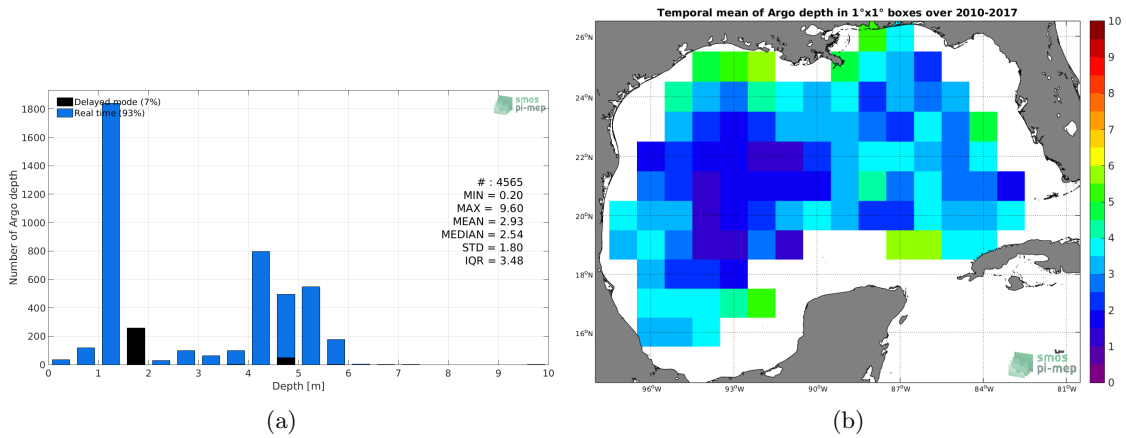 Delayed mode (7%)
Real time (93%)
smos
pi-mep
Number of Argo depth
1800
1600
1400
1200
1000
800
600
400
200
0
# : 4565
MIN = 0.20
MAX = 9.60
MEAN = 2.93
MEDIAN = 2.54
STD = 1.80
IQR = 3.48
0 1 2 3 4 5 6 7 8 9 10
Depth [m]
(a)
Temporal mean of Argo depth in 1°x1° boxes over 2010-2017
26°N
24°N
22°N
20°N
18°N
16°N
96°W 93°W 90°W 87°W 84°W 81°W
smos
pi-mep
10
9
8
7
6
5
4
3
2
1
0
(b)